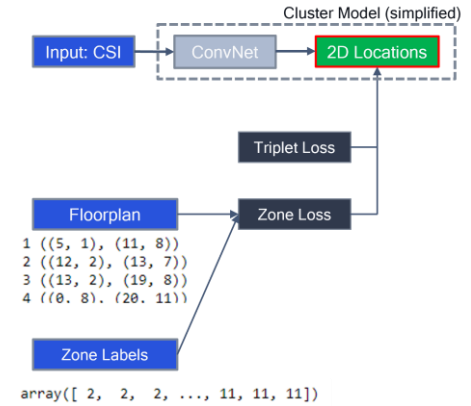 Cluster Model (simplified)
Input: CSI
ConvNet
2D Locations
Triplet Loss
Floorplan
Zone Loss
1 ((5, 1), (11, 8))
2 ((12, 2), (13, 7))
3 ((13, 2), (19, 8))
4 ((0, 8), (20, 11))
Zone Labels
array([ 2, 2, 2, ..., 11, 11, 11])